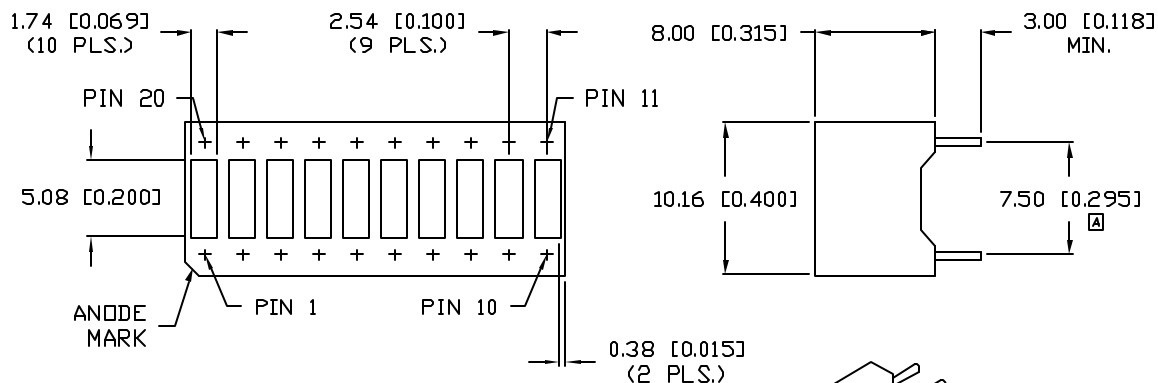 1.74 [0.069]
(10 PLS.)
2.54 [0.100]
(9 PLS.)
8.00 [0.315]
3.00 [0.118]
MIN.
PIN 20
PIN 11
5.08 [0.200]
10.16 [0.400]
7.50 [0.295]
A
ANODE
MARK
PIN 1
PIN 10
0.38 [0.015]
(2 PLS.)